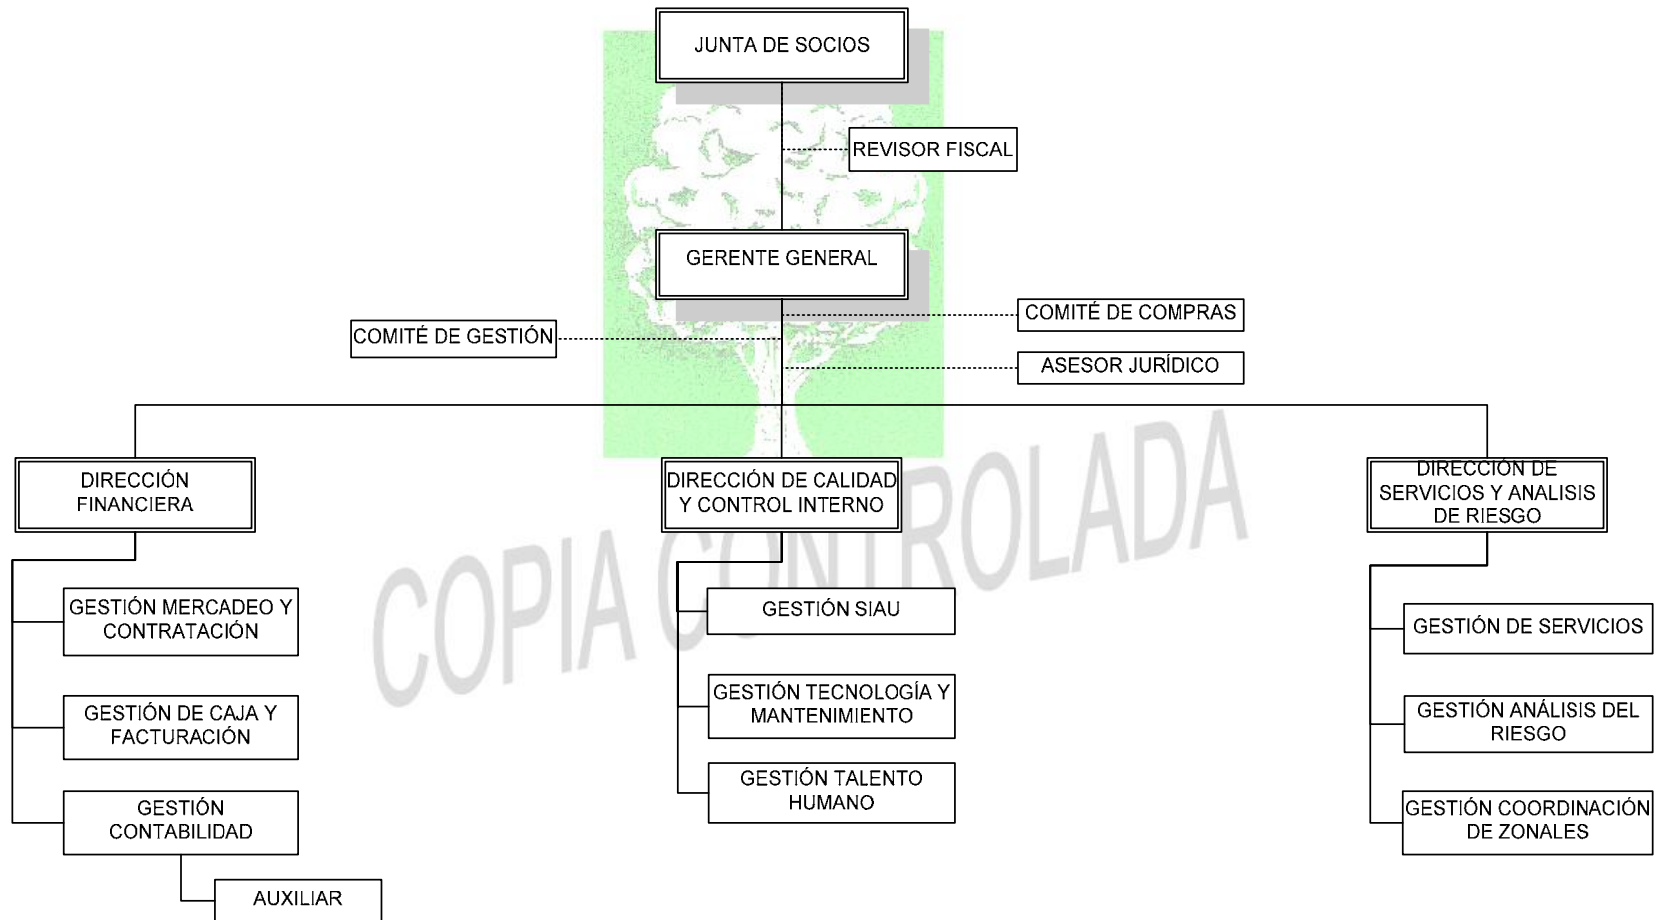 JUNTA DE SOCIOS
REVISOR FISCAL
GERENTE GENERAL
COMITÉ DE COMPRAS
COMITÉ DE GESTIÓN
ASESOR JURÍDICO
DIRECCIÓN
FINANCIERA
DIRECCIÓN DE CALIDAD
Y CONTROL INTERNO
DIRECCIÓN DE
SERVICIOS Y ANALISIS
DE RIESGO
COPIA CONTROLADA
GESTIÓN MERCADEO Y
CONTRATACIÓN
GESTIÓN DE CAJA Y
FACTURACIÓN
GESTIÓN
CONTABILIDAD
AUXILIAR
GESTIÓN SIAU
GESTIÓN TECNOLOGÍA Y
MANTENIMIENTO
GESTIÓN TALENTO
HUMANO
GESTIÓN DE SERVICIOS
GESTIÓN ANÁLISIS DEL
RIESGO
GESTIÓN COORDINACIÓN
DE ZONALES